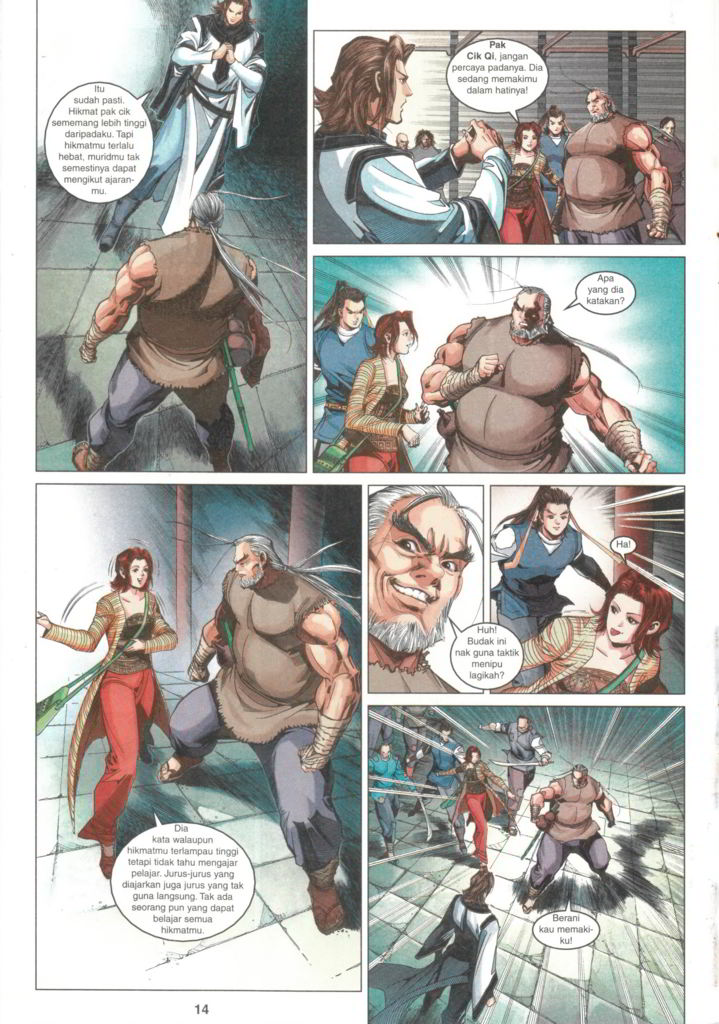 Itu
sudah pasti.
Hikmat pak cik
sememang lebih tinggi
daripadaku. Tapi
hikmatmu terlalu
hebat, muridmu tak
semestinya dapat
mengikut ajaran-
mu.
Pak
Cik Qi, jangan
percaya padanya. Dia
sedang memakimu
dalam hatinya!
Apa
yang dia
katakan?
Dia
kata walaupun
hikmatmu terlampau tinggi
tetapi tidak tahu mengajar
pelajar. Jurus-jurus yang
diajarkan juga jurus yang tak
guna langsung. Tak ada
seorang pun yang dapat
belajar semua
hikmatmu.
Huh!
Budak ini
nak guna taktik
menipu
lagikah?
Ha!
Berani
kau memaki-
ku!
14